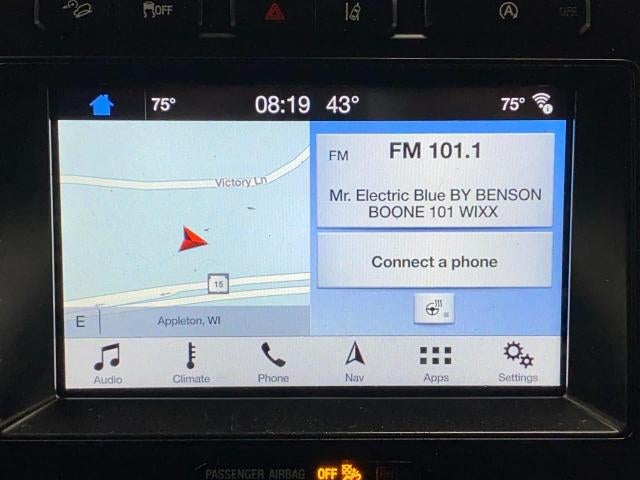 OFF
A
OFF
75°
08:19
43°
75°
Victory Ln
15
E
Appleton, WI
FM
FM 101.1
Mr. Electric Blue BY BENSON
BOONE 101 WIXX
Connect a phone
Audio
Climate
Phone
Nav
Apps
Settings
PASSENGER AIRBAG
OFF